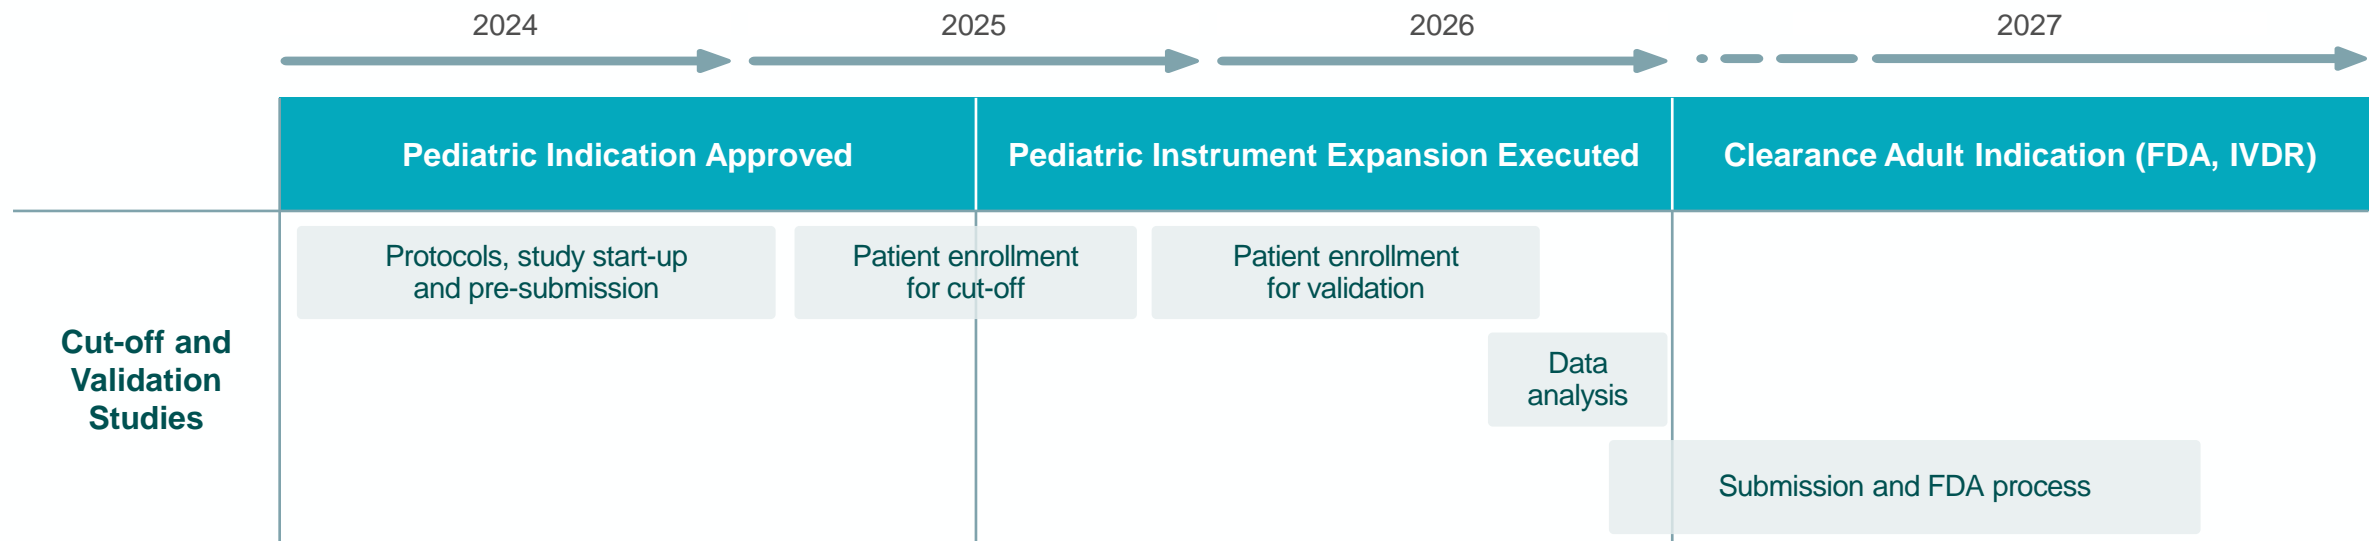 2024
2025
2026
2027
Pediatric Indication Approved
Pediatric Instrument Expansion Executed
Clearance Adult Indication (FDA, IVDR)
Cut-off and
Validation
Studies
Protocols, study start-up
and pre-submission
Patient enrollment
for cut-off
Patient enrollment
for validation
Data
analysis
Submission and FDA process